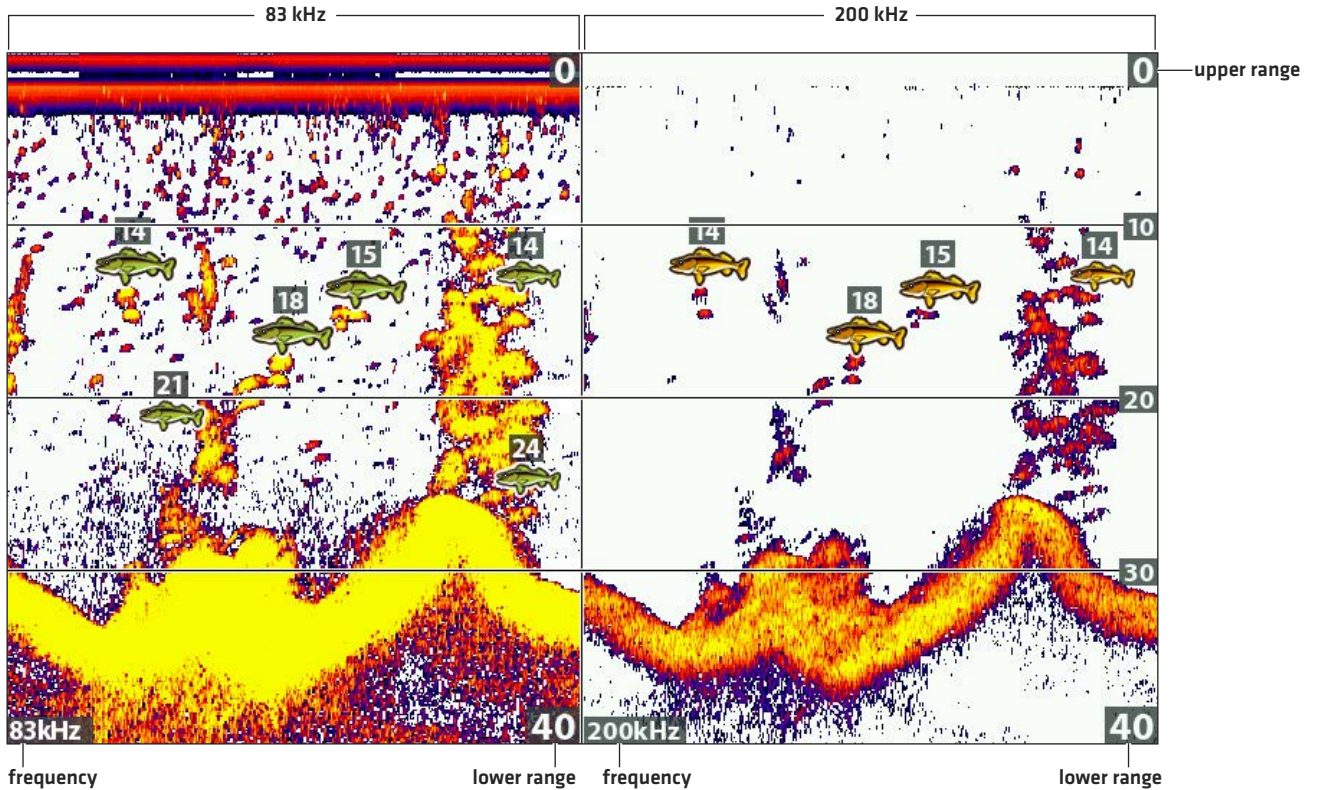 83 kHz
200 kHz
0
0
upper range
14
15
14
18
21
24
10
14
15
14
18
20
30
83kHz
40
200kHz
40
frequency
lower range
frequency
lower range